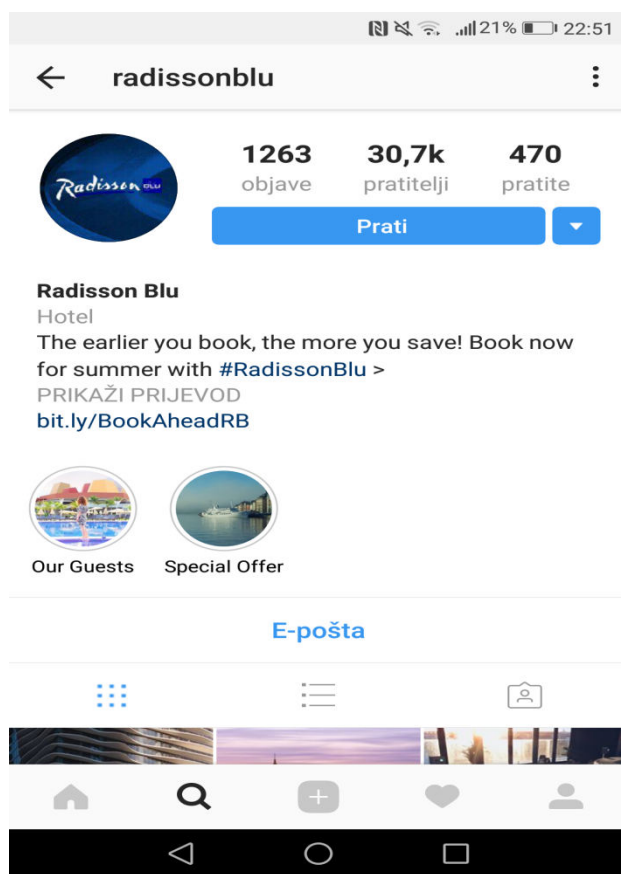 21% 22:51
radissonblu
Radisson BLU
1263 30,7k 470
objave pratitelji pratite
Prati
Radisson Blu
Hotel
The earlier you book, the more you save! Book now
for summer with #RadissonBlu >
PRIKAŽI PRIJEVOD
bit.ly/BookAheadRB
Our Guests Special Offer
E-pošta